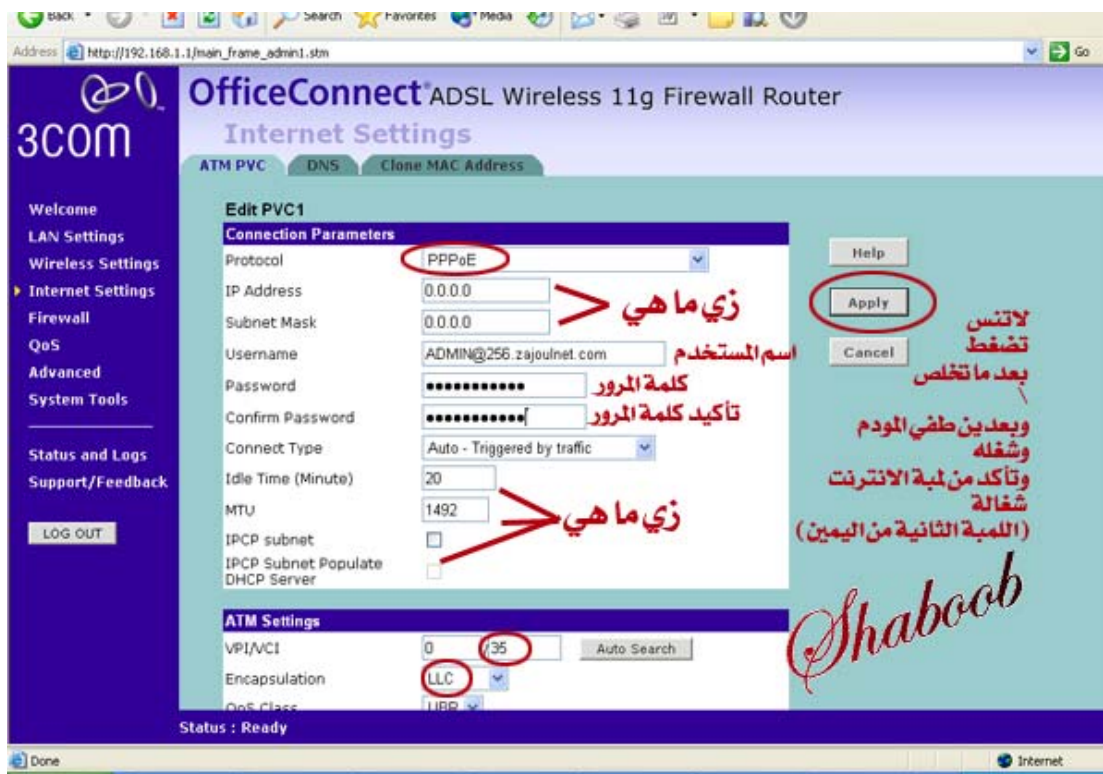 Back
Search Favorites Media
Address http://192.168.1.1/main_frame_admin1.stm Go
3com
OfficeConnect® ADSL Wireless 11g Firewall Router
Internet Settings
ATM PVC DNS Clone MAC Address
Welcome
LAN Settings
Wireless Settings
Internet Settings
Firewall
QoS
Advanced
System Tools
Status and Logs
Support/Feedback
LOG OUT
Edit PVC1
Connection Parameters
Protocol PPPoE
IP Address 0.0.0.0
Subnet Mask 0.0.0.0
زي ما هي
Username ADMIN@256.zajoulnet.com اسم المستخدم
Password ●●●●●●●●●●● كلمة المرور
Confirm Password ●●●●●●●●●●● تأكيد كلمة المرور
Connect Type Auto - Triggered by traffic
Idle Time (Minute) 20
MTU 1492
زي ما هي
IPCP subnet
IPCP Subnet Populate
DHCP Server
ATM Settings
VPI/VCI 0 /35 Auto Search
Encapsulation LLC
QoS Class UBR
Help
Apply
Cancel
لاتنس
تضغط
بعد ما تخلص
وبعدين طفي المودم
وشغله
وتأكد من لمبة الانترنت
شغالة
(اللمبة الثانية من اليمين)
Shaboob
Status : Ready
Done Internet